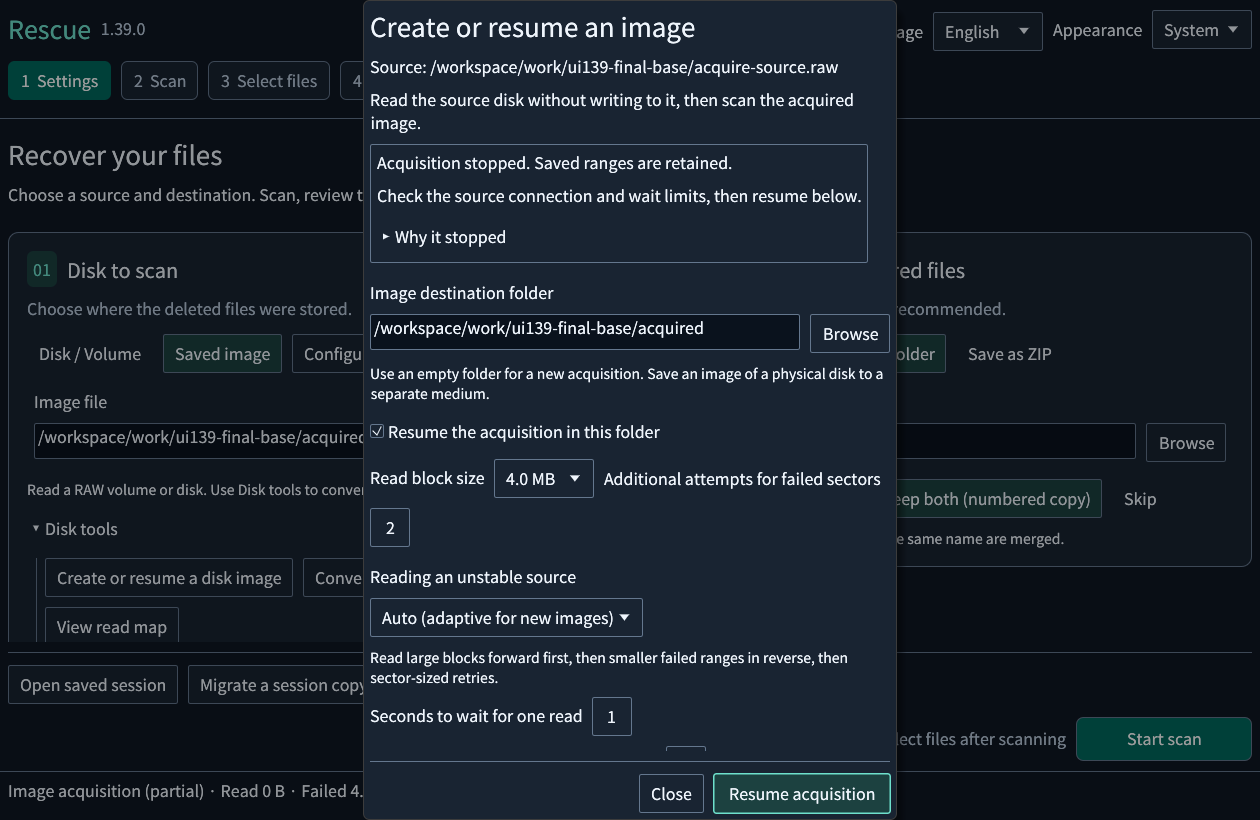 Rescue 1.39.0
English
Appearance
System
1 Settings
2 Scan
3 Select files
4
Recover your files
Choose a source and destination. Scan, review
01 Disk to scan
Choose where the deleted files were stored.
Disk / Volume
Saved image
Image file
/workspace/work/ui139-final-base/acquired
Read a RAW volume or disk. Use Disk tools to
▾ Disk tools
Create or resume a disk image
View read map
Open saved session
Migrate a session copy
Image acquisition (partial) · Read 0 B · Failed 4.
Create or resume an image
Source: /workspace/work/ui139-final-base/acquire-source.raw
Read the source disk without writing to it, then scan the acquired
image.
Acquisition stopped. Saved ranges are retained.
Check the source connection and wait limits, then resume below.
▸ Why it stopped
Image destination folder
/workspace/work/ui139-final-base/acquired
Browse
Use an empty folder for a new acquisition. Save an image of a physical disk to a
separate medium.
Resume the acquisition in this folder
Read block size
4.0 MB
Additional attempts for failed sectors
2
Reading an unstable source
Auto (adaptive for new images)
Read large blocks forward first, then smaller failed ranges in reverse, then
sector-sized retries.
Seconds to wait for one read
1
Close
Resume acquisition
files
Save as ZIP
Browse
both (numbered copy)
Skip
same name are merged.
files after scanning
Start scan